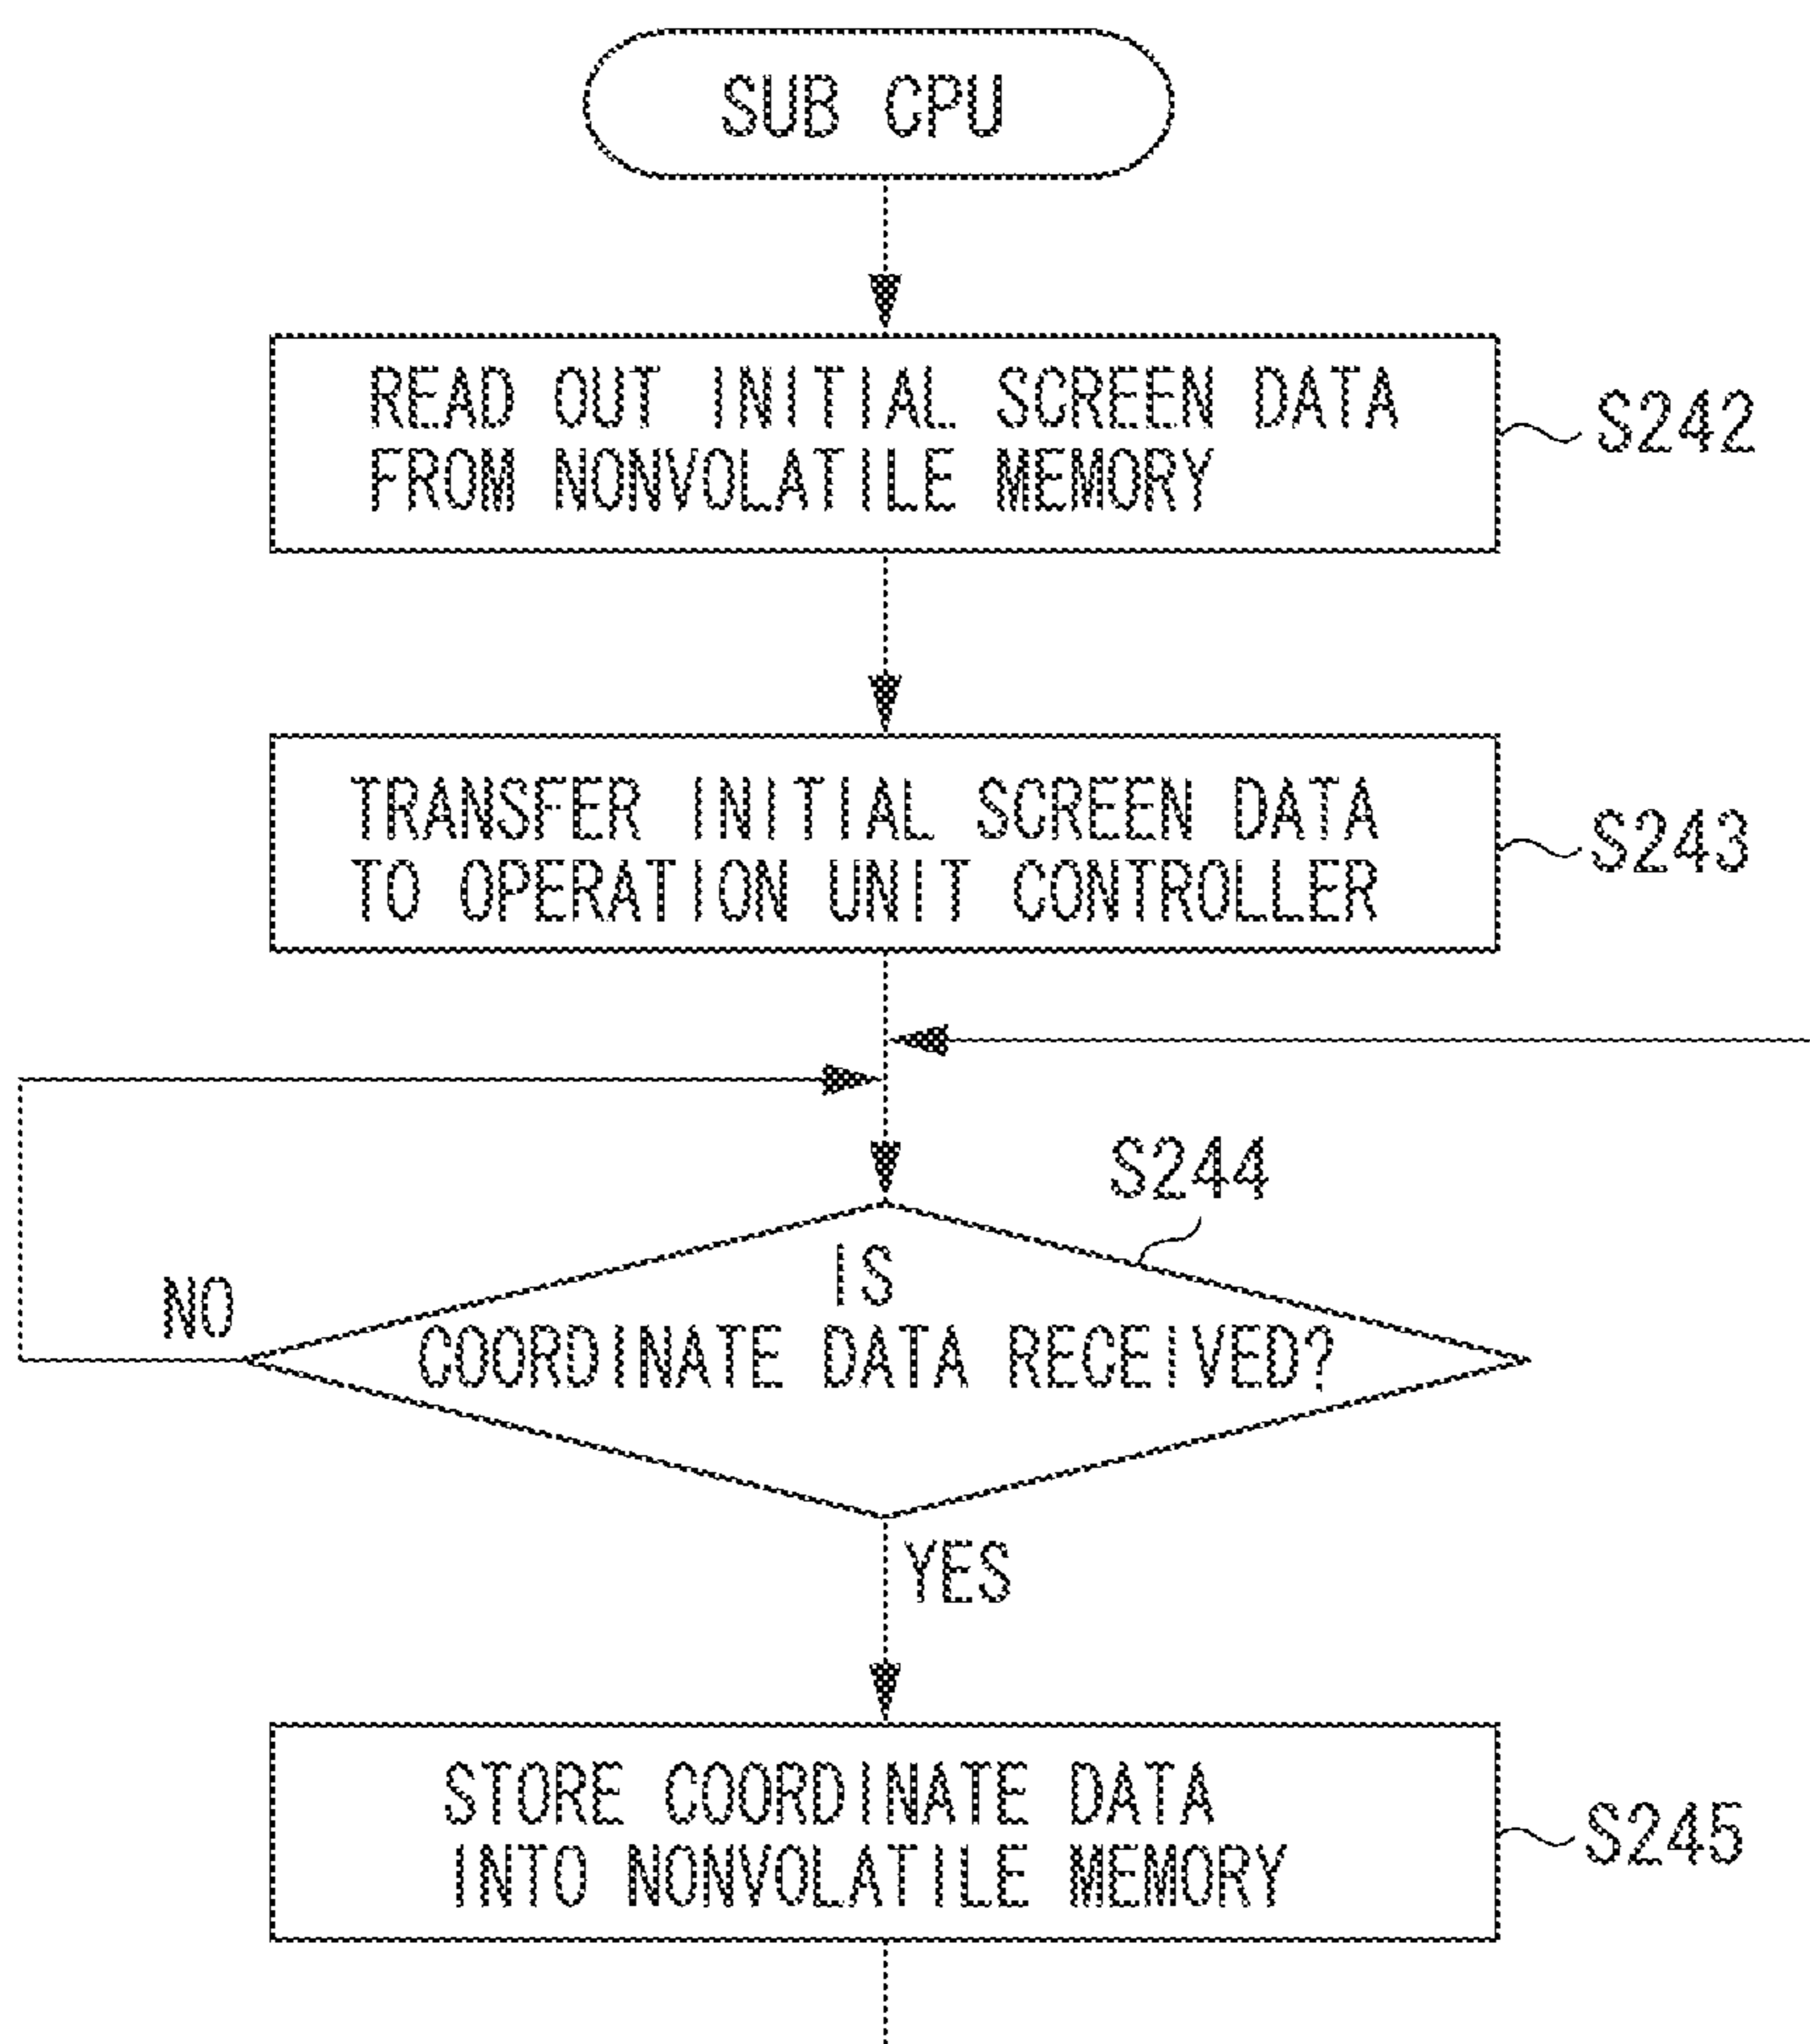 SUB CPU
READ OUT INITIAL SCREEN DATA
FROM NONVOLATILE MEMORY
S242
TRANSFER INITIAL SCREEN DATA
TO OPERATION UNIT CONTROLLER
S243
S244
IS
COORDINATE DATA RECEIVED?
NO
YES
STORE COORDINATE DATA
INTO NONVOLATILE MEMORY
S245